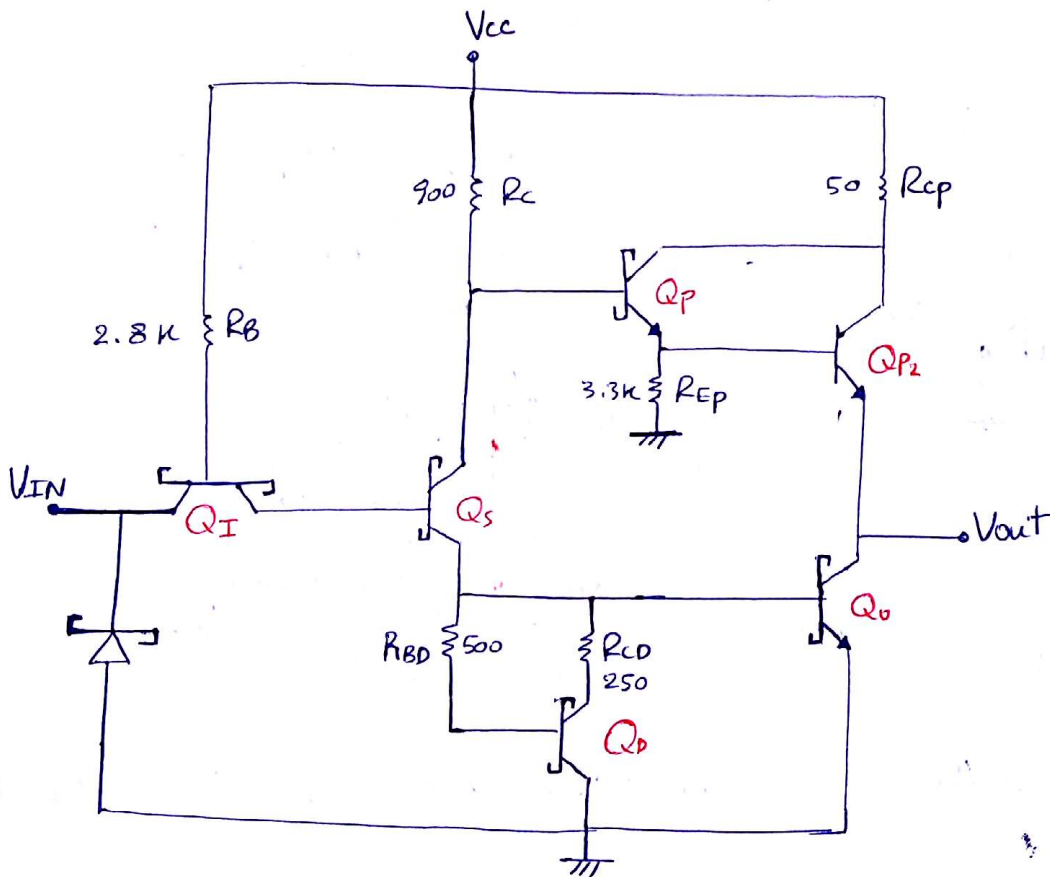 Vcc
900 Rc
50 Rcp
QP
2.8 K RB
QP2
3.3K REp
VIN
QI
QS
Vout
QO
RBD 500
RCD
250
QD